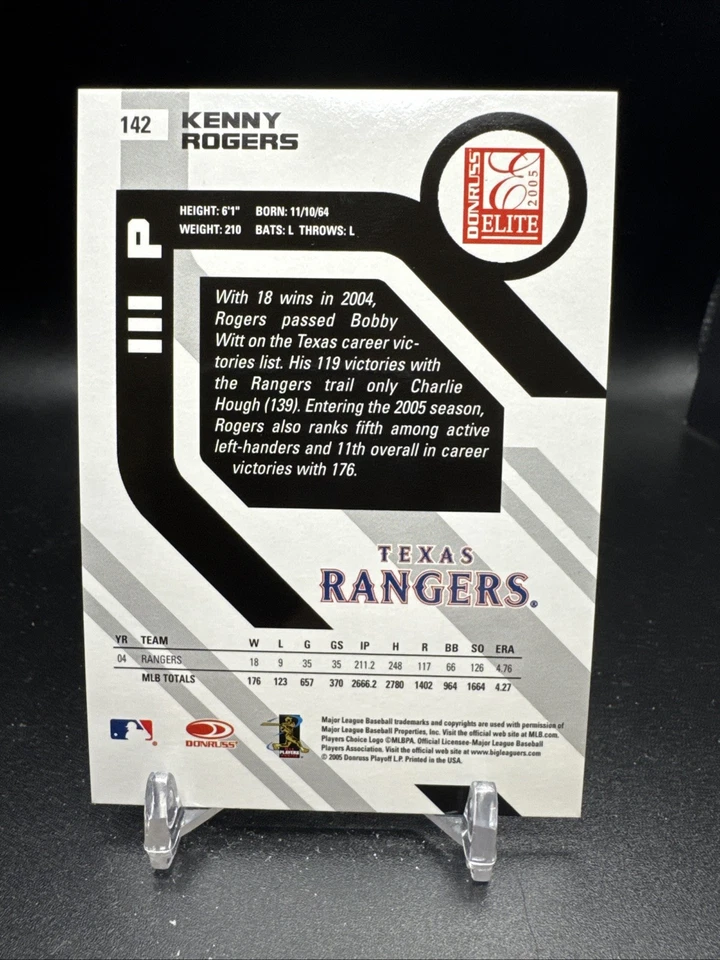 142
KENNY
ROGERS
DONRUSS
ELITE
2005
HEIGHT: 6'1" BORN: 11/10/64
WEIGHT: 210 BATS: L THROWS: L
P
With 18 wins in 2004,
Rogers passed Bobby
Witt on the Texas career vic-
tories list. His 119 victories with
the Rangers trail only Charlie
Hough (139). Entering the 2005 season,
Rogers also ranks fifth among active
left-handers and 11th overall in career
victories with 176.
TEXAS
RANGERS®
YR TEAM W L G GS IP H R BB SO ERA
04 RANGERS 18 9 35 35 211.2 248 117 66 126 4.76
MLB TOTALS 176 123 657 370 2666.2 2780 1402 964 1664 4.27
DONRUSS
PLAYERS
Major League Baseball trademarks and copyrights are used with permission of
Major League Baseball Properties, Inc. Visit the official web site at MLB.com.
Players Choice Logo ©MLBPA. Official Licensee-Major League Baseball
Players Association. Visit the official web site at www.bigleaguers.com
© 2005 Donruss Playoff L.P. Printed in the USA.